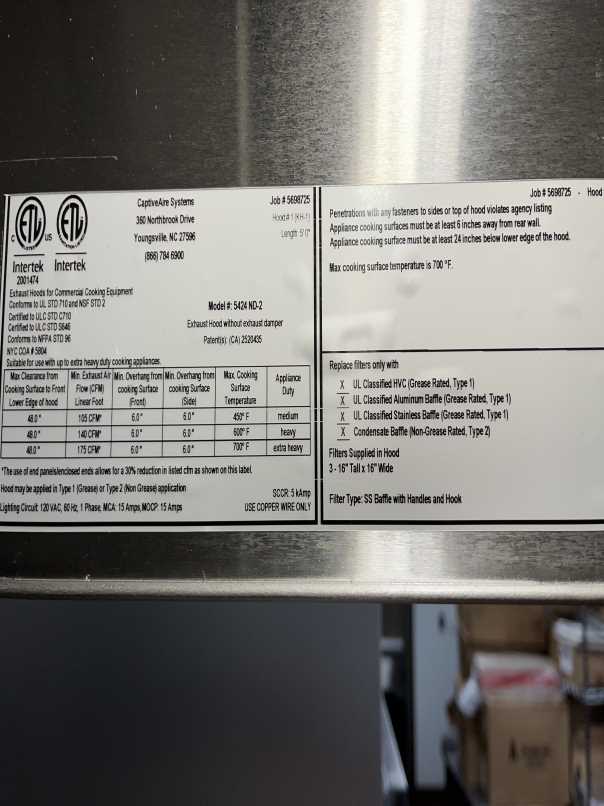 CaptiveAire Systems
360 Northbrook Drive
Youngsville, NC 27596
(866) 784 6900
Job # 5698725
Hood # 1 (KH-1)
Length: 5' 0"
ETL
C US
Intertek
2001474
ETL
Intertek
Exhaust Hoods for Commercial Cooking Equipment
Conforms to UL STD 710 and NSF STD 2
Certified to ULC STD C710
Certified to ULC STD S646
Conforms to NFPA STD 96
NYC COA # 5804
Model #: 5424 ND-2
Exhaust Hood without exhaust damper
Patent(s): (CA) 2520435
Suitable for use with up to extra heavy duty cooking appliances.
Max Clearance from Cooking Surface to Front Lower Edge of hood Min. Exhaust Air Flow (CFM) Linear Foot Min. Overhang from cooking Surface (Front) Min. Overhang from cooking Surface (Side) Max. Cooking Surface Temperature Appliance Duty
48.0" 105 CFM* 6.0" 6.0" 450° F medium
48.0" 140 CFM* 6.0" 6.0" 600° F heavy
48.0" 175 CFM* 6.0" 6.0" 700° F extra heavy
*The use of end panels/enclosed ends allows for a 30% reduction in listed cfm as shown on this label.
Hood may be applied in Type 1 (Grease) or Type 2 (Non Grease) application
SCCR: 5 kAmp
Lighting Circuit: 120 VAC, 60 Hz, 1 Phase, MCA: 15 Amps, MOCP: 15 Amps
USE COPPER WIRE ONLY
Job # 5698725 - Hood
Penetrations with any fasteners to sides or top of hood violates agency listing
Appliance cooking surfaces must be at least 6 inches away from rear wall.
Appliance cooking surface must be at least 24 inches below lower edge of the hood.
Max cooking surface temperature is 700 °F.
Replace filters only with
X UL Classified HVC (Grease Rated, Type 1)
X UL Classified Aluminum Baffle (Grease Rated, Type 1)
X UL Classified Stainless Baffle (Grease Rated, Type 1)
X Condensate Baffle (Non-Grease Rated, Type 2)
Filters Supplied in Hood
3 - 16" Tall x 16" Wide
Filter Type: SS Baffle with Handles and Hook